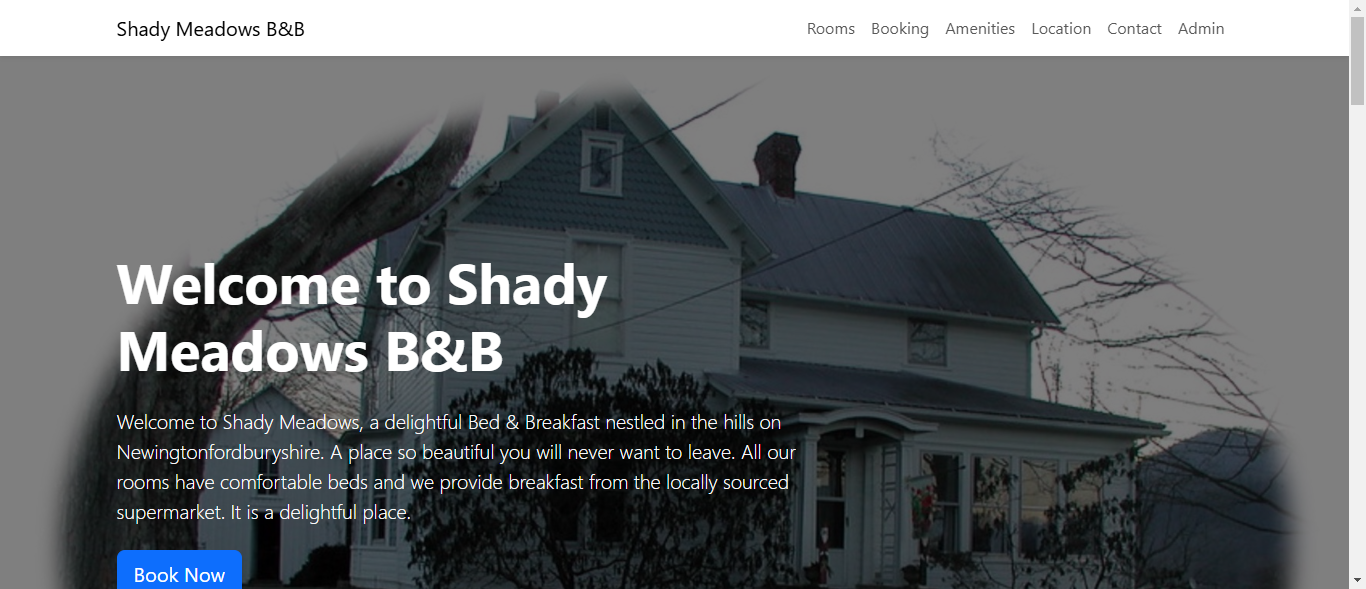 Shady Meadows B&B
Rooms Booking Amenities Location Contact Admin
Welcome to Shady
Meadows B&B
Welcome to Shady Meadows, a delightful Bed & Breakfast nestled in the hills on
Newingtonfordburyshire. A place so beautiful you will never want to leave. All our
rooms have comfortable beds and we provide breakfast from the locally sourced
supermarket. It is a delightful place.
Book Now